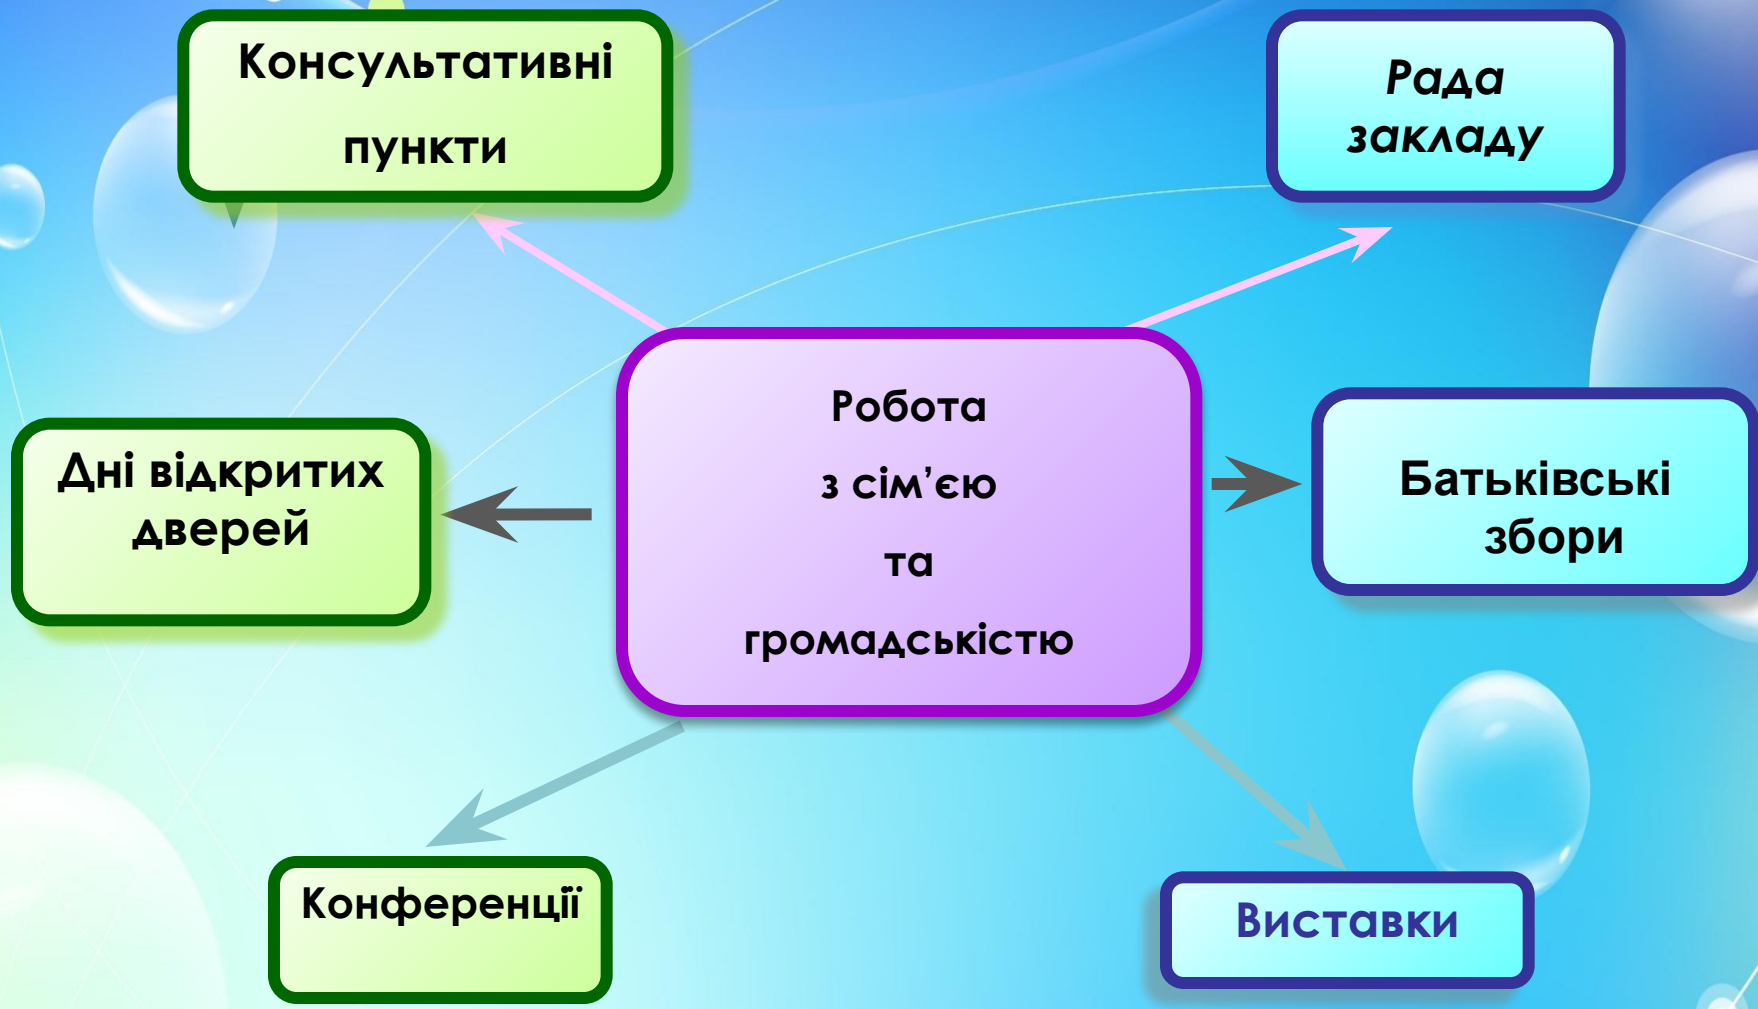 Консультативні
пункти
Рада
закладу
Робота
з сім’єю
та
громадськістю
Дні відкритих
дверей
Батьківські
збори
Конференції
Виставки